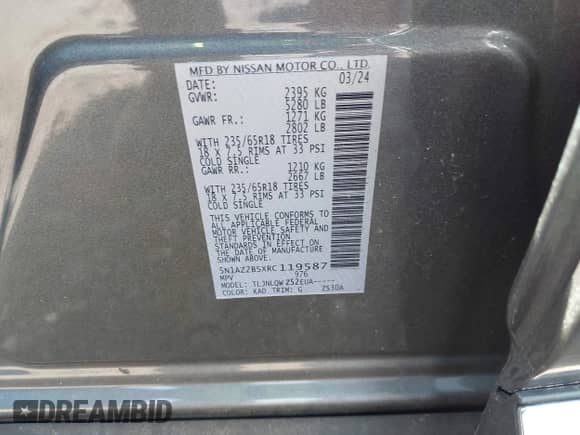 MFD BY NISSAN MOTOR CO., LTD.
DATE: 03/24
GVWR: 2395 KG
5280 LB
GAWR FR.: 1271 KG
2802 LB
WITH 235/65R18 TIRES
18 X 7.5 RIMS AT 33 PSI
COLD SINGLE
GAWR RR.: 1210 KG
2667 LB
WITH 235/65R18 TIRES
18 X 7.5 RIMS AT 33 PSI
COLD SINGLE
THIS VEHICLE CONFORMS TO
ALL APPLICABLE FEDERAL
MOTOR VEHICLE SAFETY AND
THEFT PREVENTION
STANDARDS IN EFFECT ON
THE DATE OF MANUFACTURE
SHOWN ABOVE.
5N1AZ2BSXRC119587
MPV 976
MODEL: TLJNLQW Z52EUA-----
COLOR: KAD TRIM: G ZS30A
DREAMBID